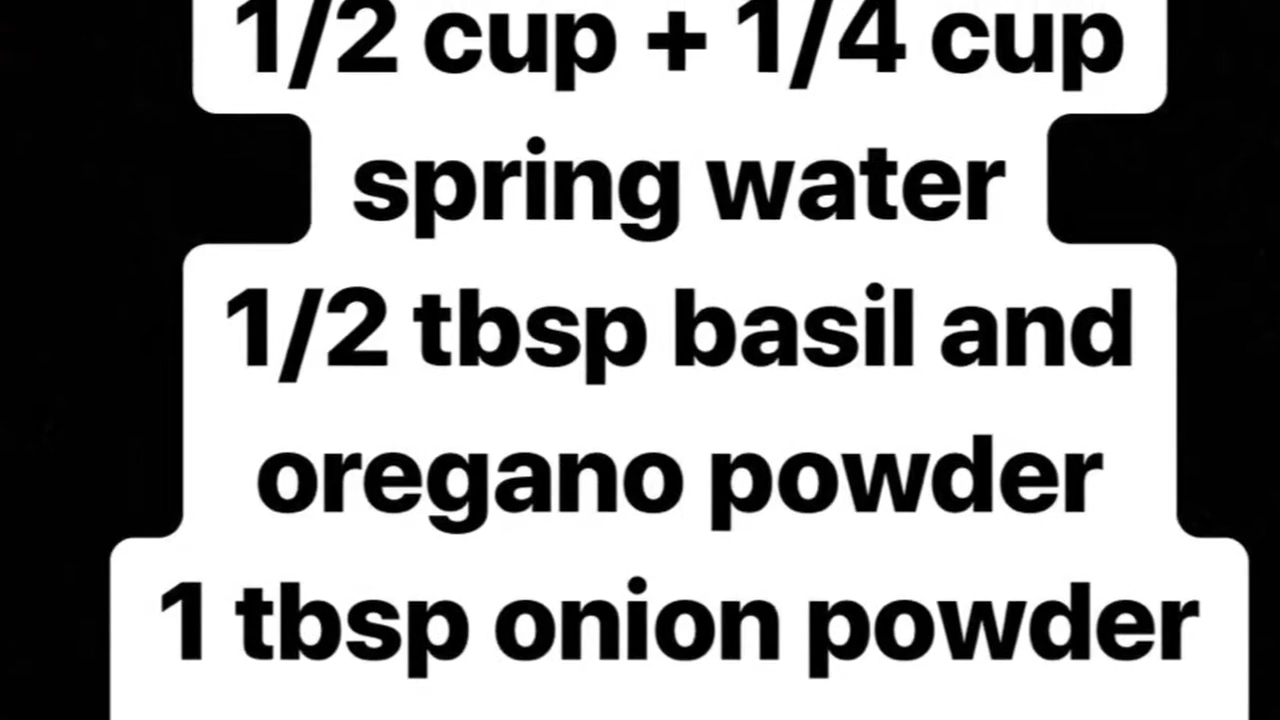 1/2 cup + 1/4 cup
spring water
1/2 tbsp basil and
oregano powder
1 tbsp onion powder